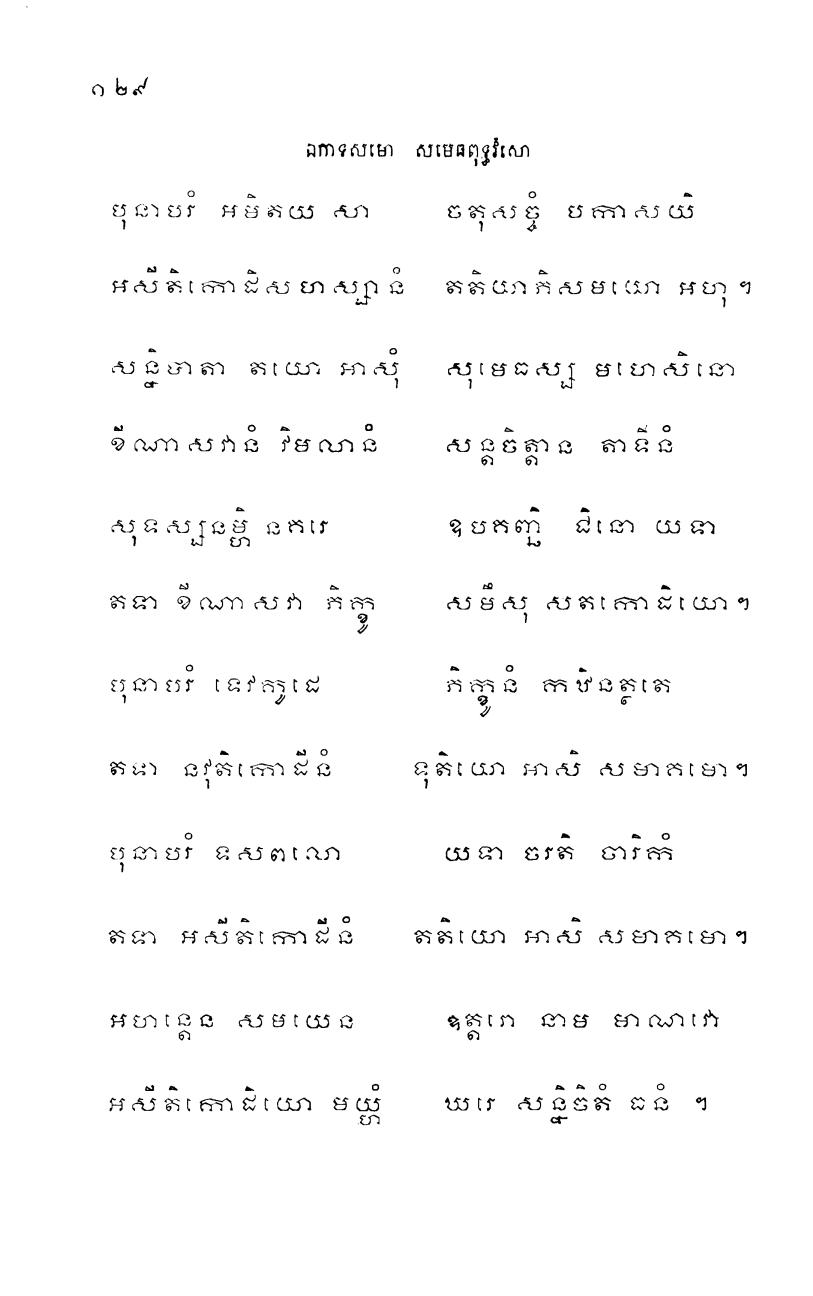 ១២៩
ឯកាទសមោ សុមេធពុទ្ធវំសោ
បុនាបរំ អមិតយសោ ចតុសច្ចំ បកាសយិ
អសីតិកោដិសហស្សានំ តតិយាភិសមយោ អហុ ។
សន្និបាតា តយោ អាសុំ សុមេធស្ស មហេសិនោ
ខីណាសវានំ វិមលានំ សន្តចិត្តាន តាទិនំ
សុទស្សនម្ហិ នគរេ ឧបគញ្ឆិ ជិនោ យទា
តទា ខីណាសវា ភិក្ខូ សមឹសុ សតកោដិយោ ។
បុនាបរំ ទេវកូដេ ភិក្ខូនំ កឋិនត្ថតេ
តទា នវុតិកោដីនំ ទុតិយោ អាសិ សមាគមោ ។
បុនាបរំ ទសពលោ យទា ចរតិ ចារិកំ
តទា អសីតិកោដីនំ តតិយោ អាសិ សមាគមោ ។
អហន្តេន សមយេន ឧត្តរោ នាម មាណវោ
អសីតិកោដិយោ មយ្ហំ ឃរេ សន្និចិតំ ធនំ ។